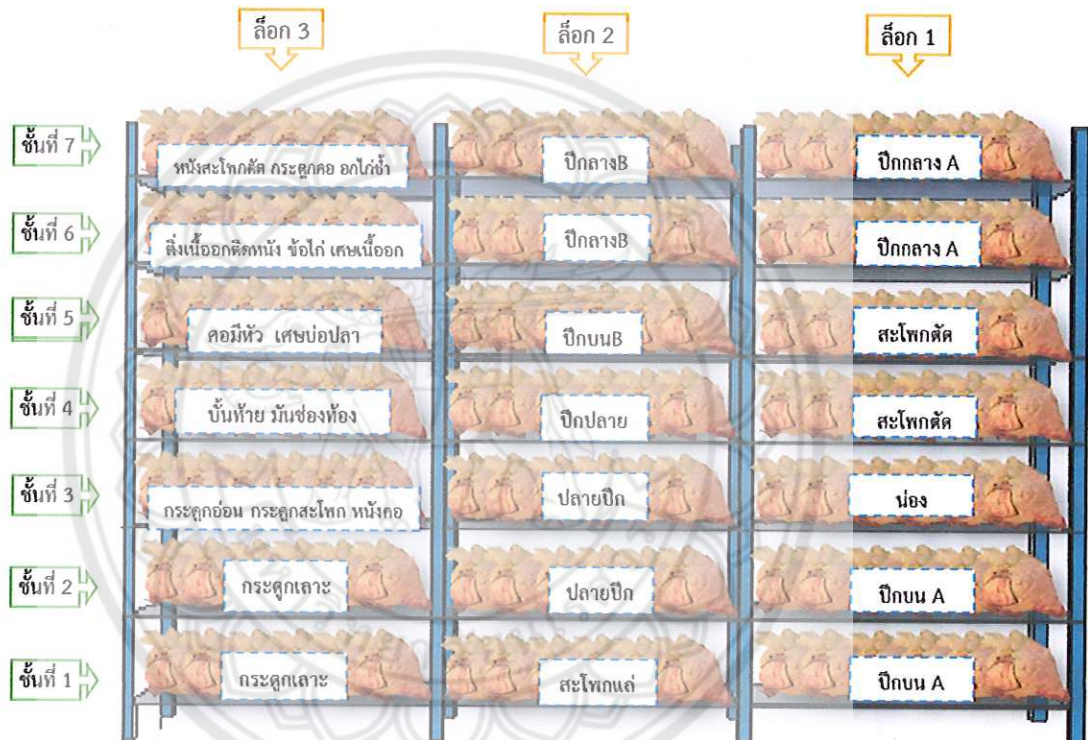 ล็อก 3 ล็อก 2 ล็อก 1
ชั้นที่ 7 หนังสะโพกตัด กระดูกคอ อกไก่ช้ำ ปีกลางB ปีกกลาง A
ชั้นที่ 6 ติ่งเนื้ออกติดหนัง ข้อไก่ เศษเนื้ออก ปีกลางB ปีกกลาง A
ชั้นที่ 5 คอมีหัว เศษบ่อปลา ปีกบนB สะโพกตัด
ชั้นที่ 4 บั้นท้าย มันช่องท้อง ปีกปลาย สะโพกตัด
ชั้นที่ 3 กระดูกอ่อน กระดูกสะโพก หนังคอ ปลายปีก น่อง
ชั้นที่ 2 กระดูกเลาะ ปลายปีก ปีกบน A
ชั้นที่ 1 กระดูกเลาะ สะโพกแล่ ปีกบน A